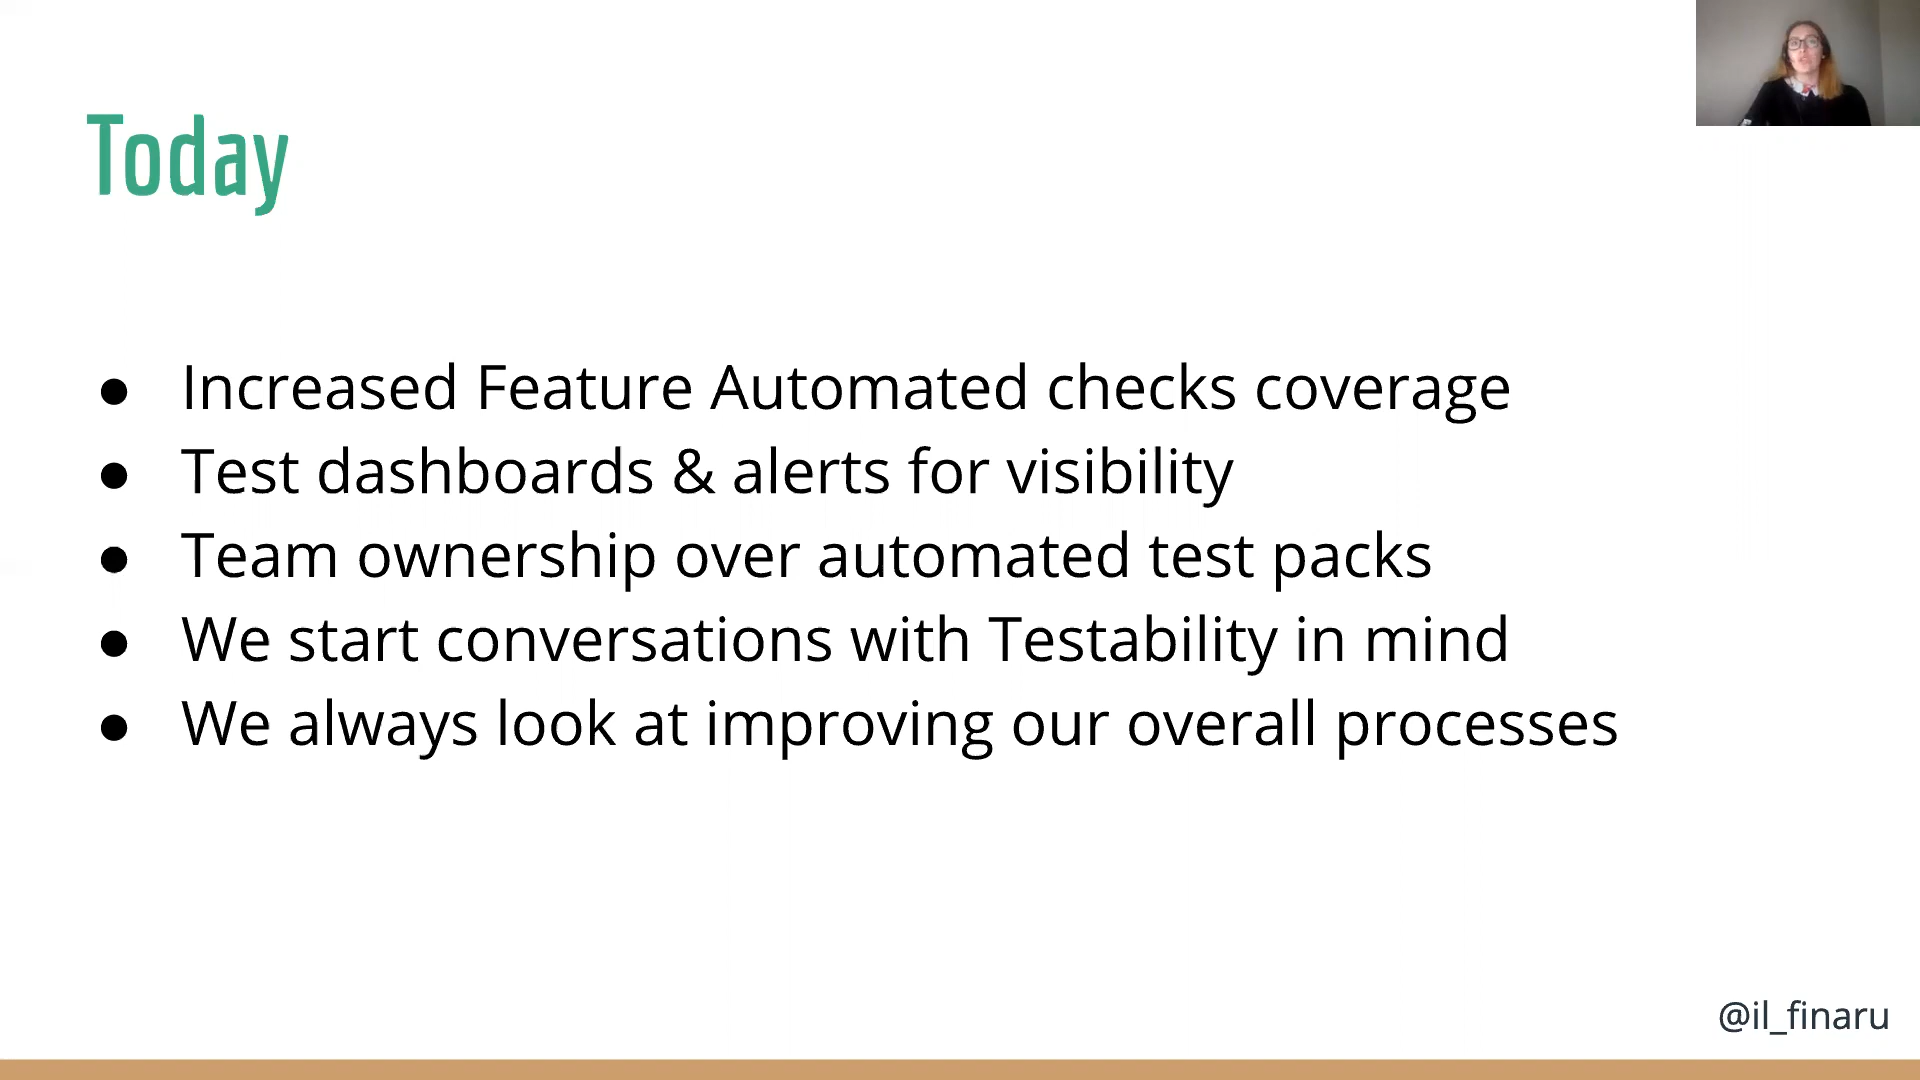 Today
● Increased Feature Automated checks coverage
● Test dashboards & alerts for visibility
● Team ownership over automated test packs
● We start conversations with Testability in mind
● We always look at improving our overall processes
@il_finaru